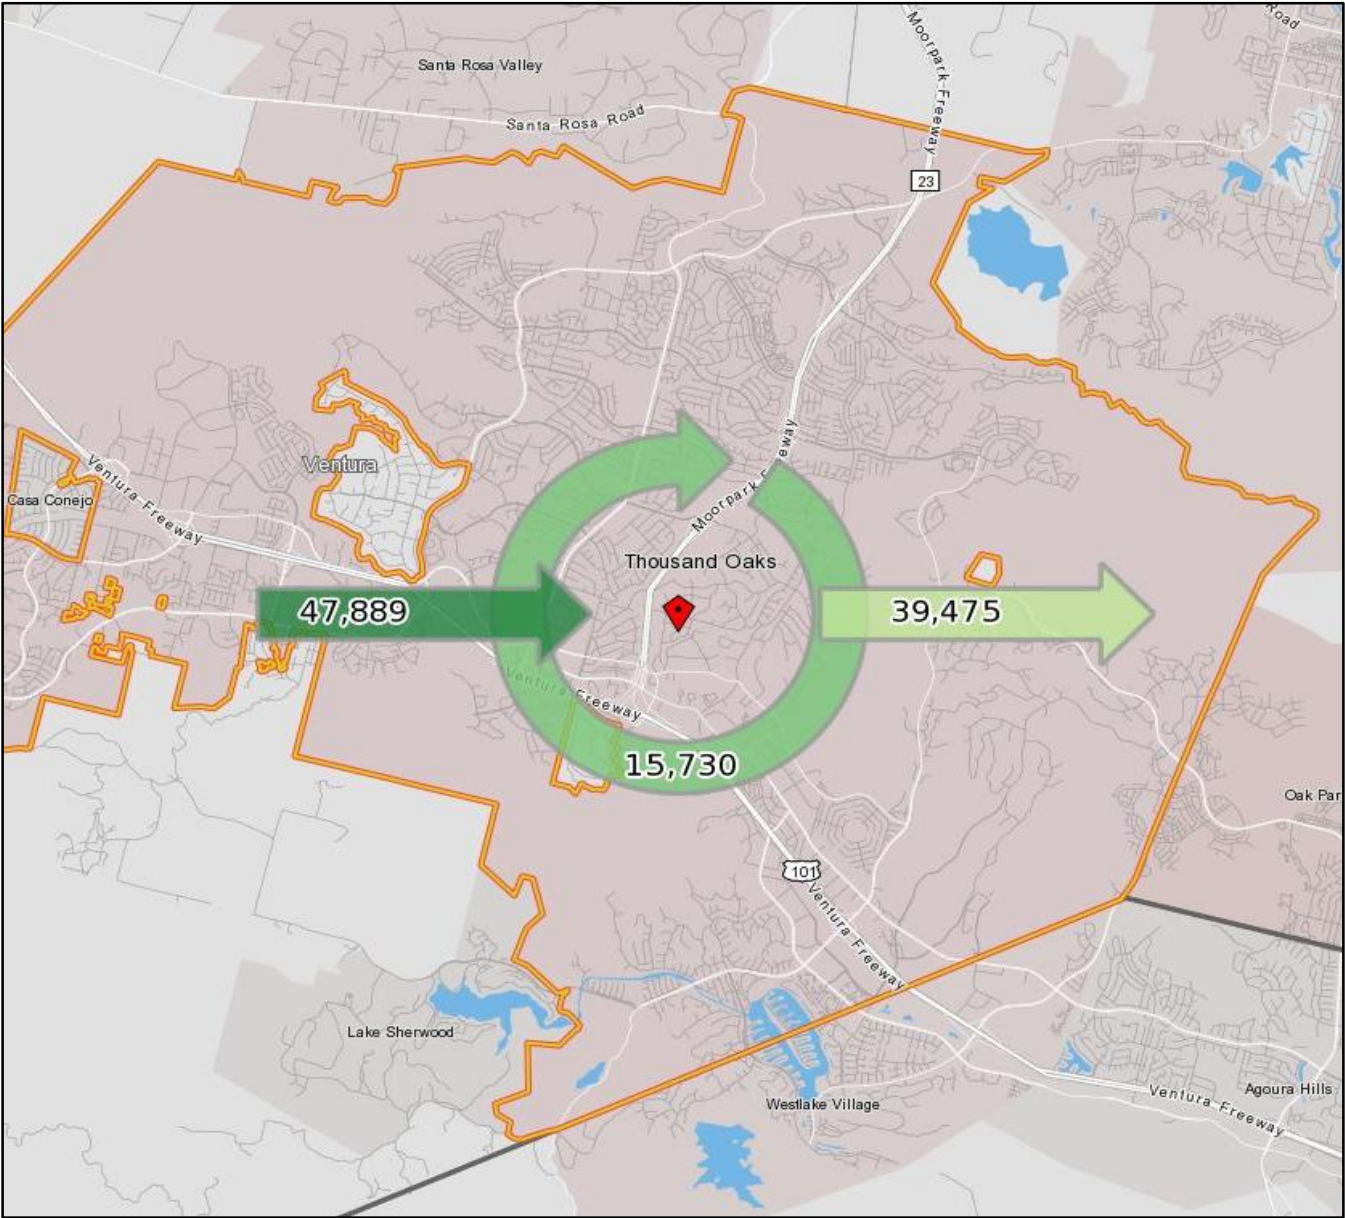 Road
Moorpark Freeway
Santa Rosa Valley
Santa Rosa Road
23
Ventura
Casa Conejo
Ventura Freeway
Moorpark Freeway
Thousand Oaks
47,889
39,475
Ventura Freeway
15,730
Oak Par
101
Ventura Freeway
Lake Sherwood
Westlake Village
Agoura Hills
Ventura Freeway